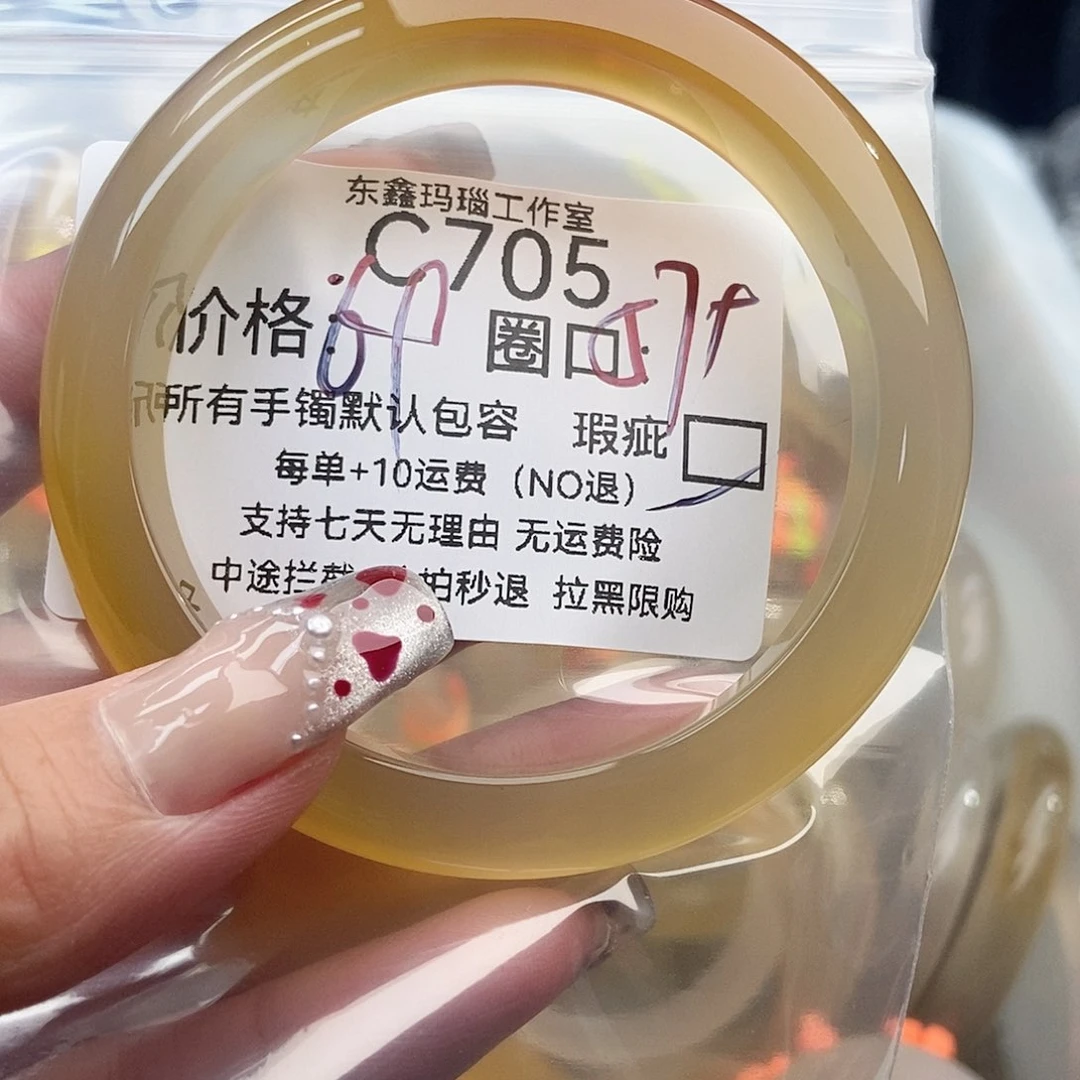 东鑫玛瑙工作室
C705
价格:69 圈口:57+
所有手镯默认包容 瑕疵
每单+10运费（NO退）
支持七天无理由 无运费险
中途拦截 拍秒退 拉黑限购